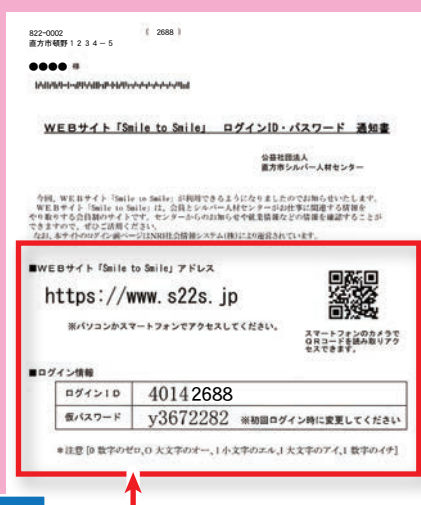 822-0002 ( 2688 )
直方市頓野1234-5
●●●● 様
WEBサイト「Smile to Smile」 ログインID・パスワード 通知書
公益社団法人
直方市シルバー人材センター
今回、WEBサイト「Smile to Smile」が利用できるようになりましたのでお知らせいたします。
WEBサイト「Smile to Smile」は、会員とシルバー人材センターがお仕事に関連する情報を
やり取りする会員制のサイトです。センターからのお知らせや就業情報などの情報を確認することが
できますので、ぜひご活用ください。
なお、本サイトのログイン前ページはNRI社会情報システム(株)により運営されています。
■WEBサイト「Smile to Smile」アドレス
https://www.s22s.jp
※パソコンかスマートフォンでアクセスしてください。
スマートフォンのカメラで
QRコードを読み取りアク
セスできます。
■ログイン情報
ログインID 40142688
仮パスワード y3672282 ※初回ログイン時に変更してください
*注意 [0 数字のゼロ,O 大文字のオー, l 小文字のエル,I 大文字のアイ,1 数字のイチ]